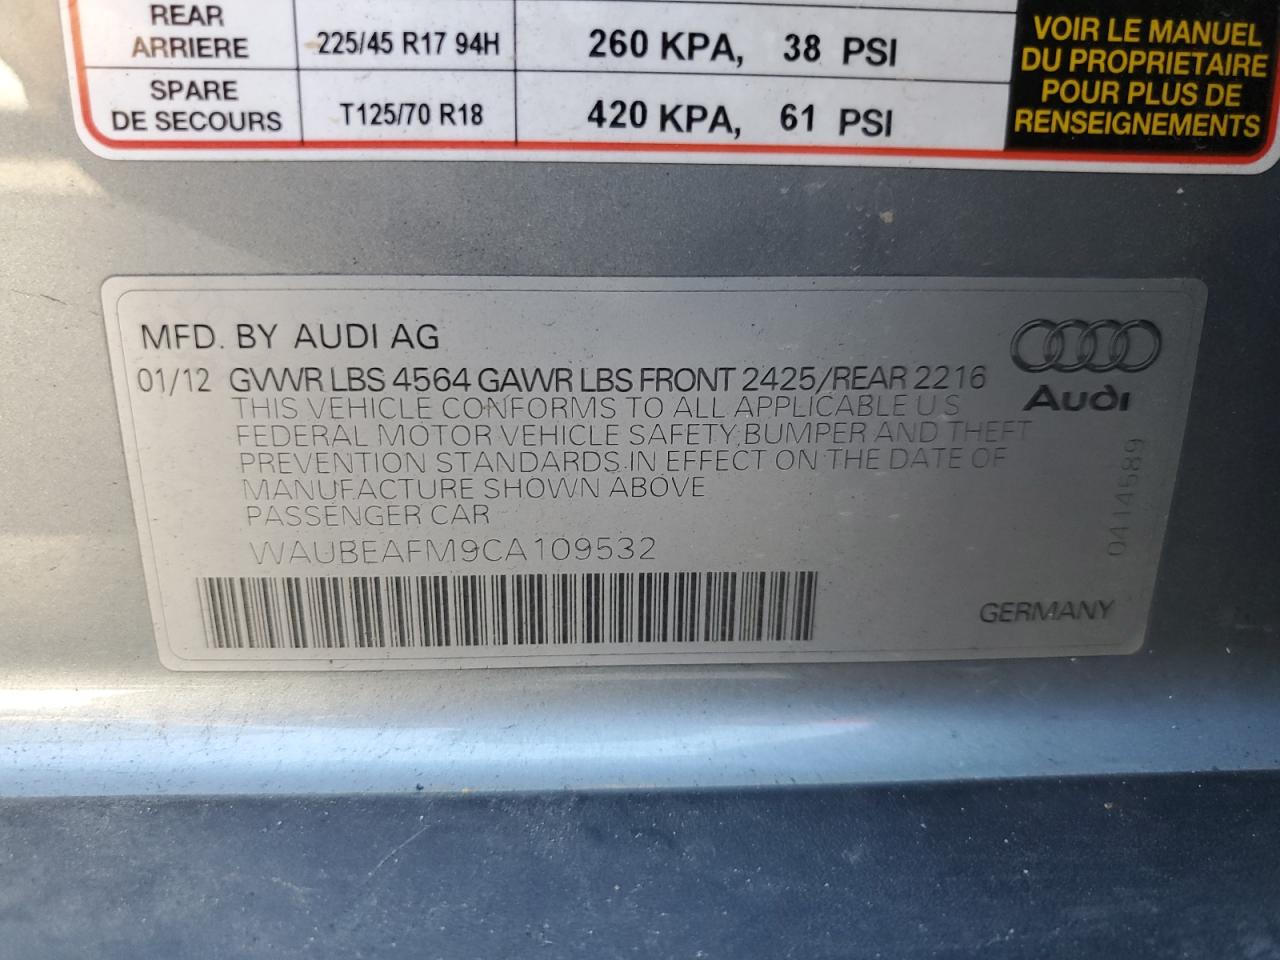 REAR
ARRIERE 225/45 R17 94H 260 KPA, 38 PSI
SPARE
DE SECOURS T125/70 R18 420 KPA, 61 PSI
VOIR LE MANUEL
DU PROPRIETAIRE
POUR PLUS DE
RENSEIGNEMENTS
MFD. BY AUDI AG
01/12 GVWR LBS 4564 GAWR LBS FRONT 2425/REAR 2216
THIS VEHICLE CONFORMS TO ALL APPLICABLE U S
FEDERAL MOTOR VEHICLE SAFETY, BUMPER AND THEFT
PREVENTION STANDARDS IN EFFECT ON THE DATE OF
MANUFACTURE SHOWN ABOVE
PASSENGER CAR
WAUBEAFM9CA109532
Audi
0414589
GERMANY